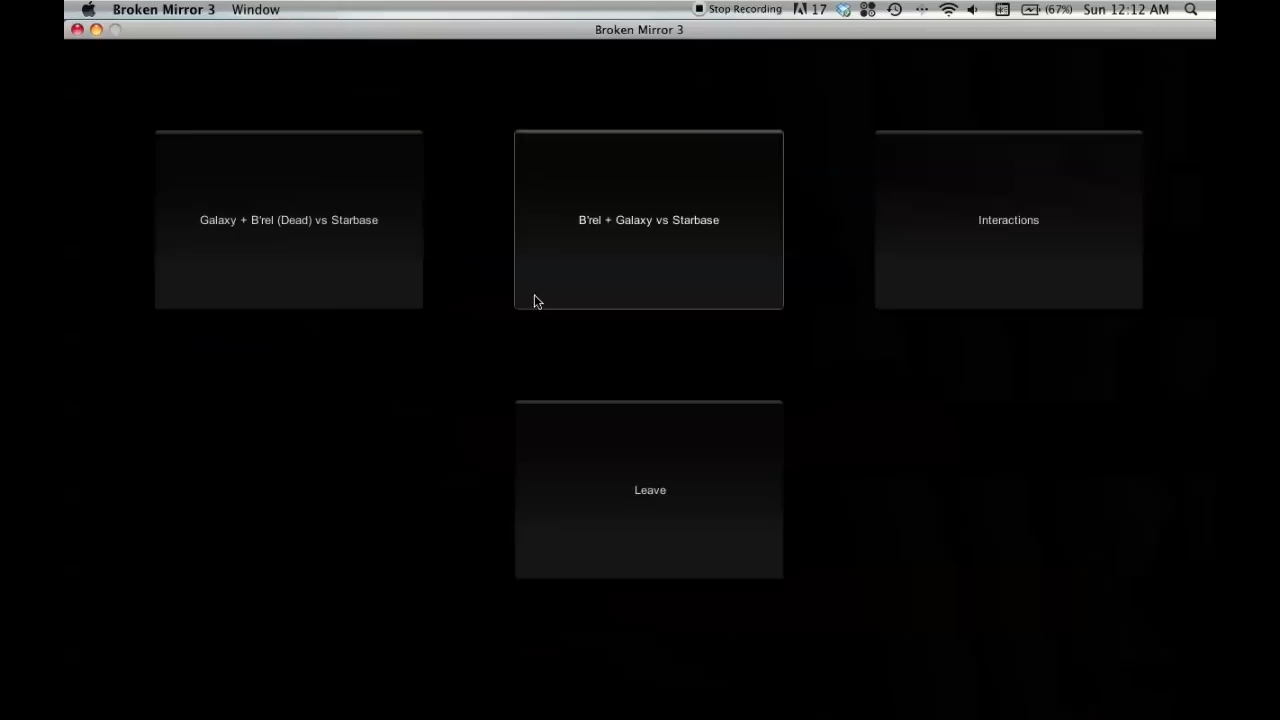 Broken Mirror 3 Window Stop Recording 17 (67%) Sun 12:12 AM
Broken Mirror 3
Galaxy + B'rel (Dead) vs Starbase
B'rel + Galaxy vs Starbase
Interactions
Leave